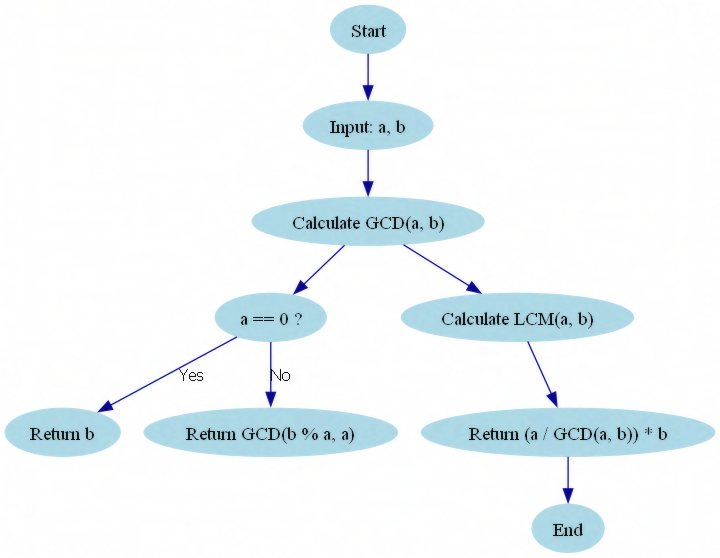 Start
Input: a, b
Calculate GCD(a, b)
a == 0 ?
Calculate LCM(a, b)
Yes
No
Return b
Return GCD(b % a, a)
Return (a / GCD(a, b)) * b
End